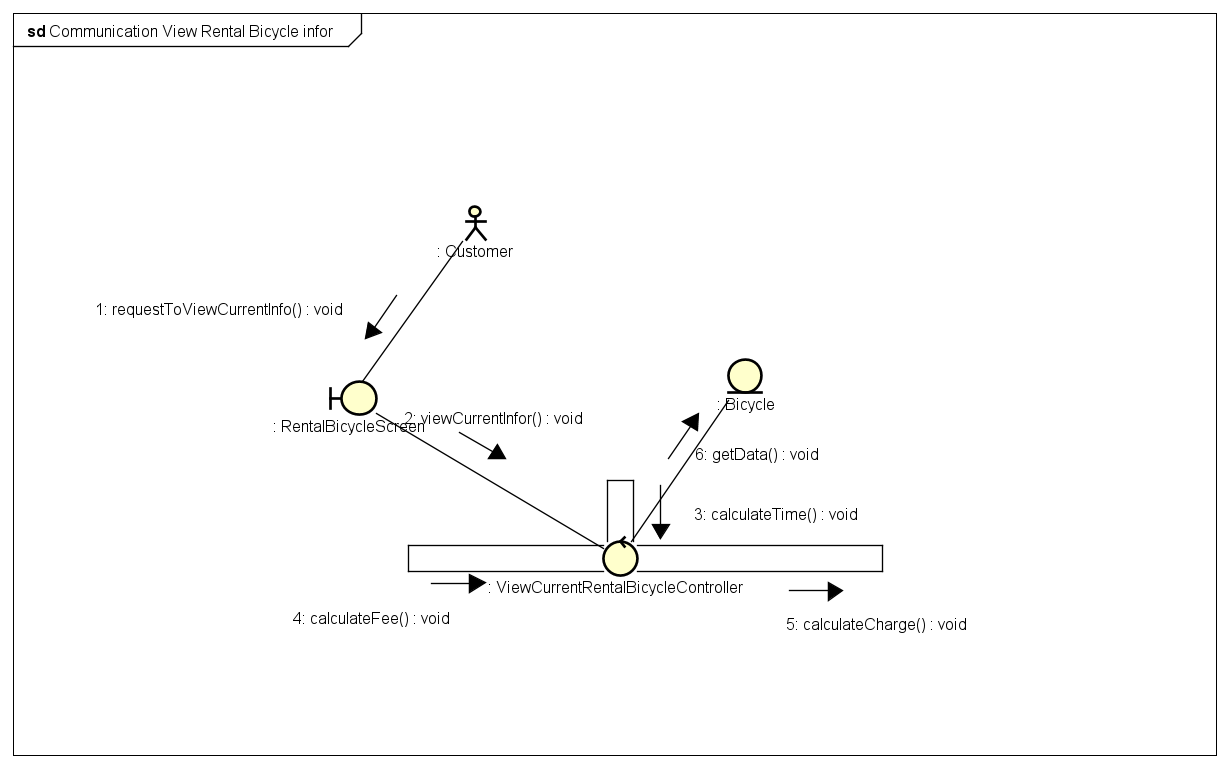 sd Communication View Rental Bicycle infor
: Customer
1: requestToViewCurrentInfo() : void
: Bicycle
2: viewCurrentInfor() : void
: RentalBicycleScreen
6: getData() : void
3: calculateTime() : void
: ViewCurrentRentalBicycleController
4: calculateFee() : void
5: calculateCharge() : void